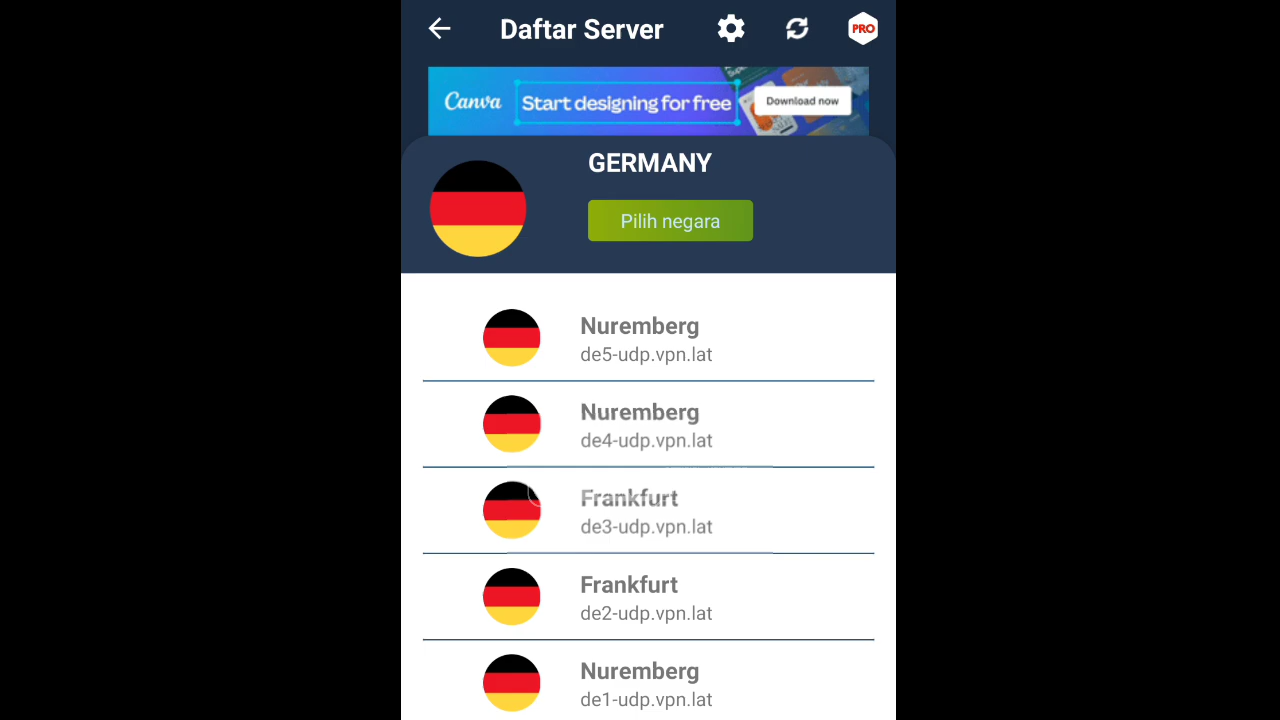 Daftar Server
PRO
Canva
Start designing for free
Download now
GERMANY
Pilih negara
Nuremberg
de5-udp.vpn.lat
Nuremberg
de4-udp.vpn.lat
Frankfurt
de3-udp.vpn.lat
Frankfurt
de2-udp.vpn.lat
Nuremberg
de1-udp.vpn.lat